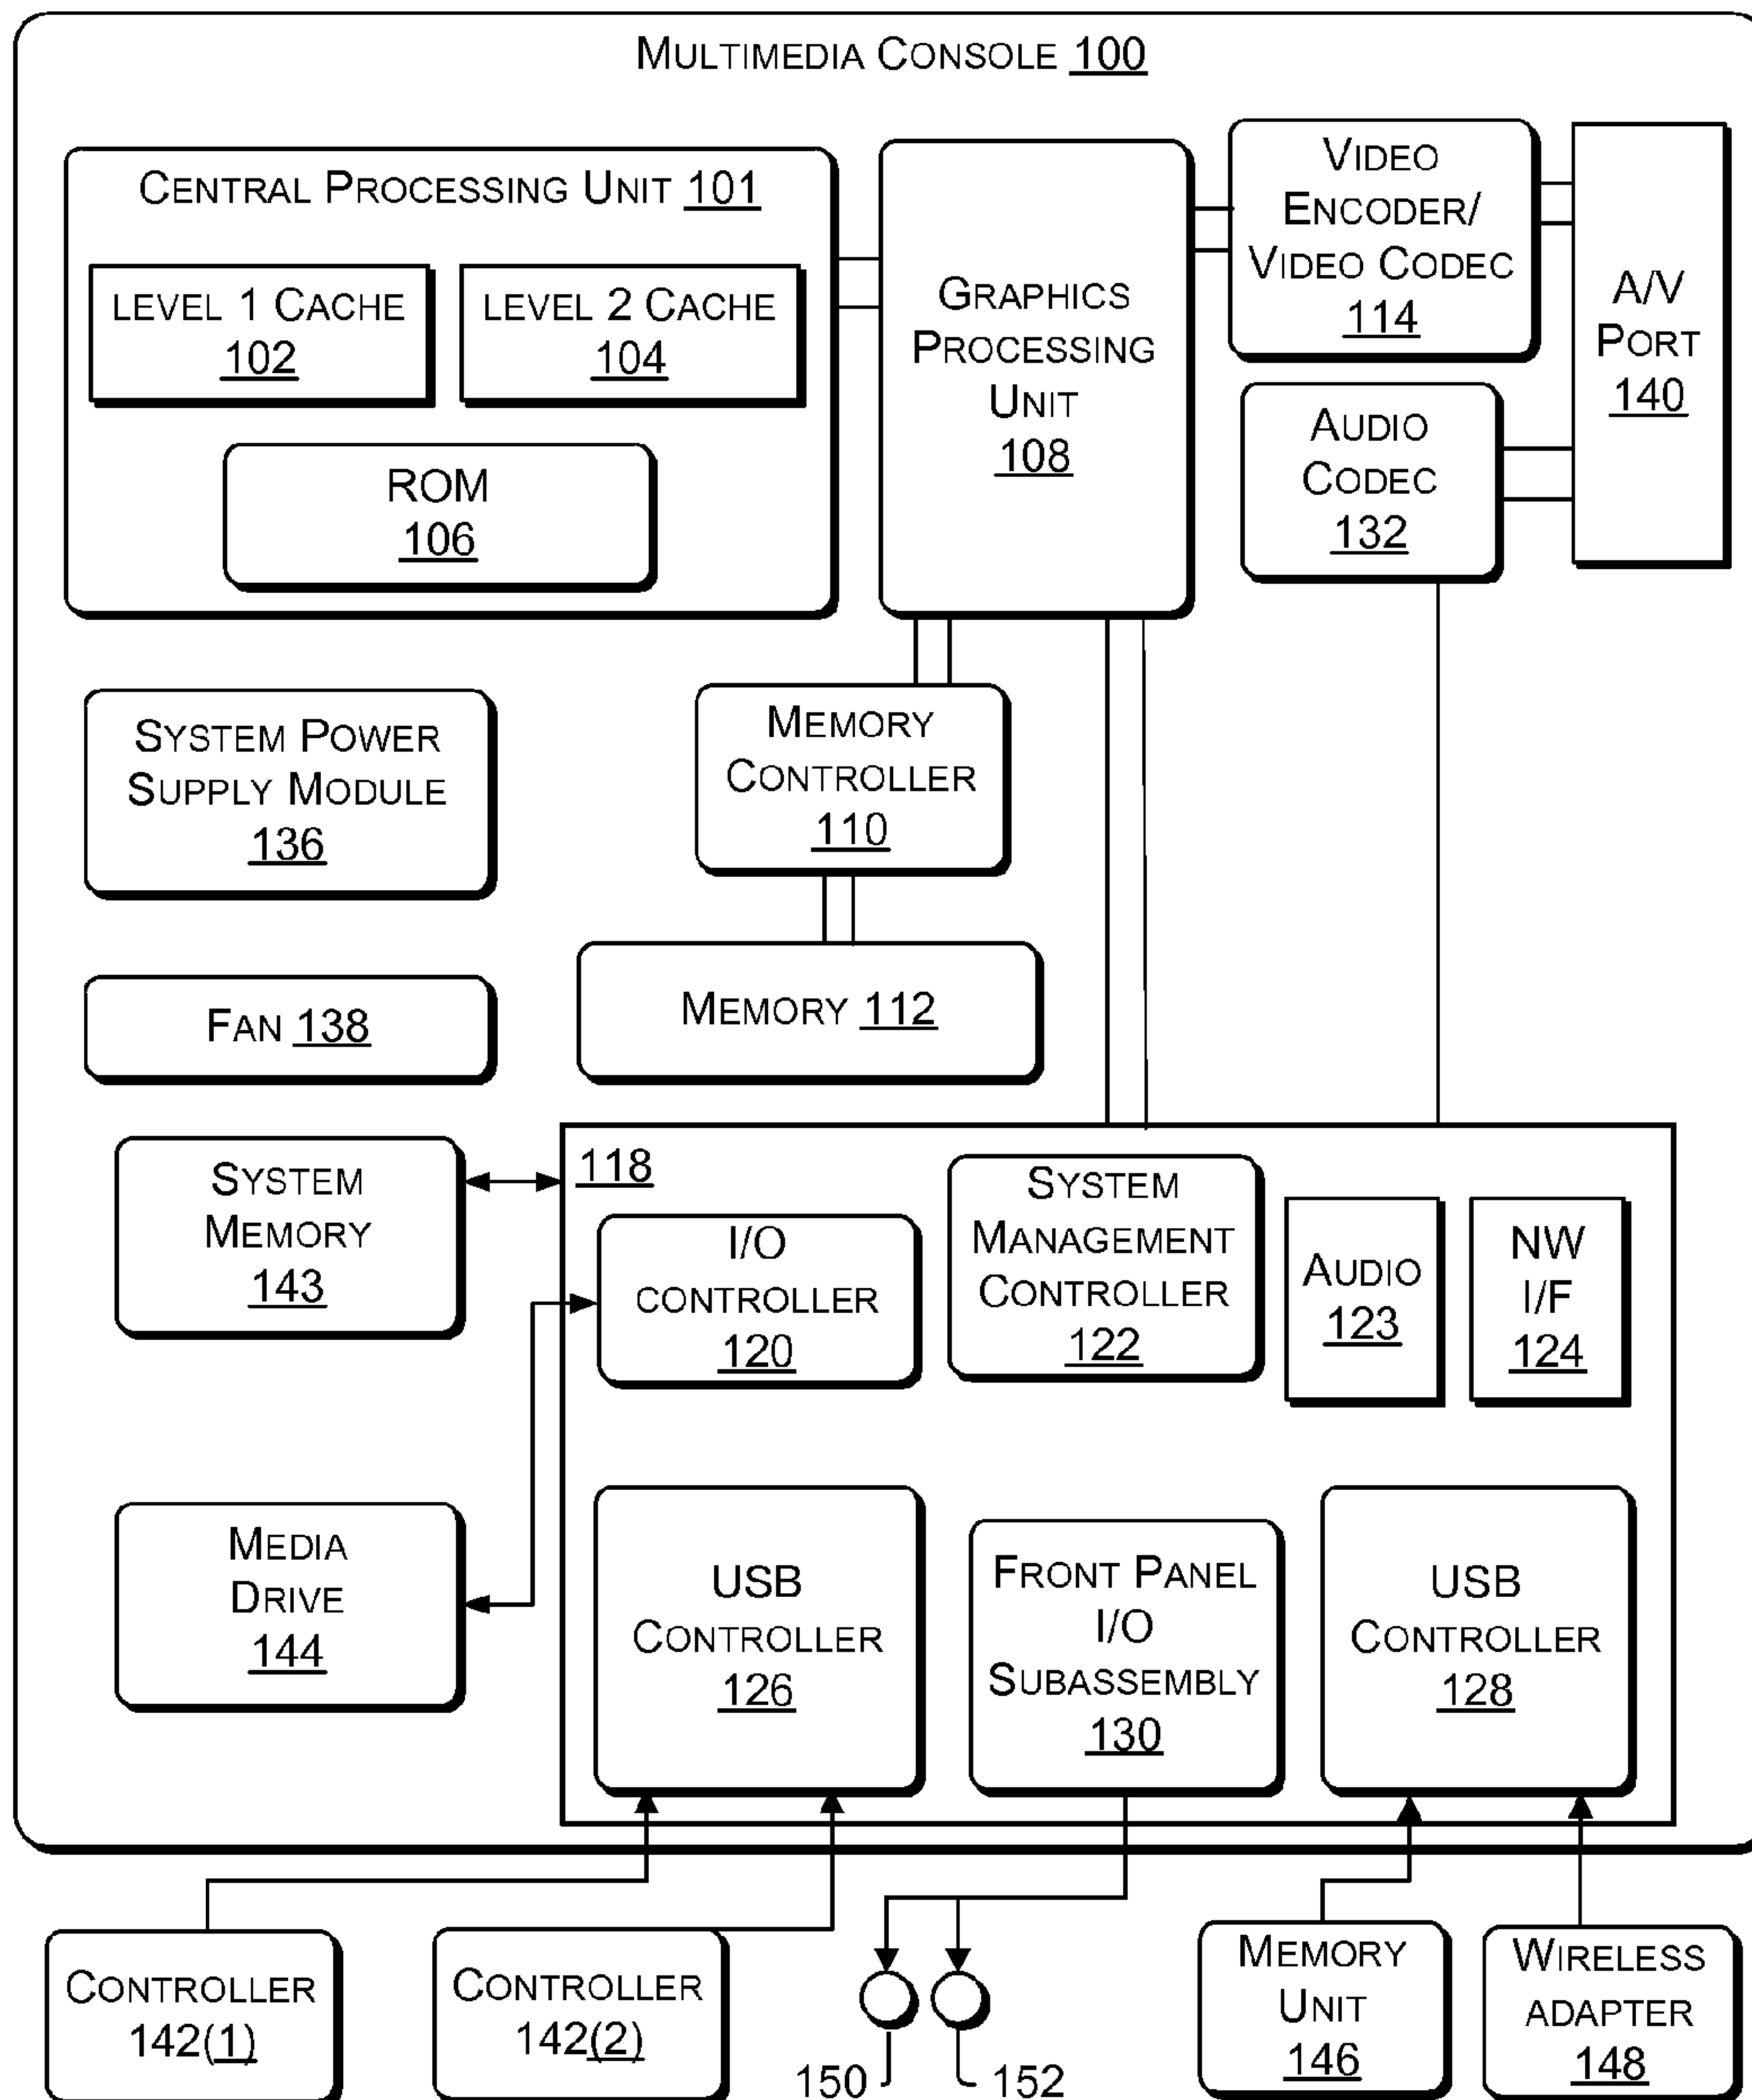 MULTIMEDIA CONSOLE 100
CENTRAL PROCESSING UNIT 101
LEVEL 1 CACHE
102
LEVEL 2 CACHE
104
ROM
106
GRAPHICS
PROCESSING
UNIT
108
VIDEO
ENCODER/
VIDEO CODEC
114
A/V
PORT
140
AUDIO
CODEC
132
SYSTEM POWER
SUPPLY MODULE
136
MEMORY
CONTROLLER
110
FAN 138
MEMORY 112
SYSTEM
MEMORY
143
118
I/O
CONTROLLER
120
SYSTEM
MANAGEMENT
CONTROLLER
122
AUDIO
123
NW
I/F
124
MEDIA
DRIVE
144
USB
CONTROLLER
126
FRONT PANEL
I/O
SUBASSEMBLY
130
USB
CONTROLLER
128
CONTROLLER
142(1)
CONTROLLER
142(2)
150
152
MEMORY
UNIT
146
WIRELESS
ADAPTER
148